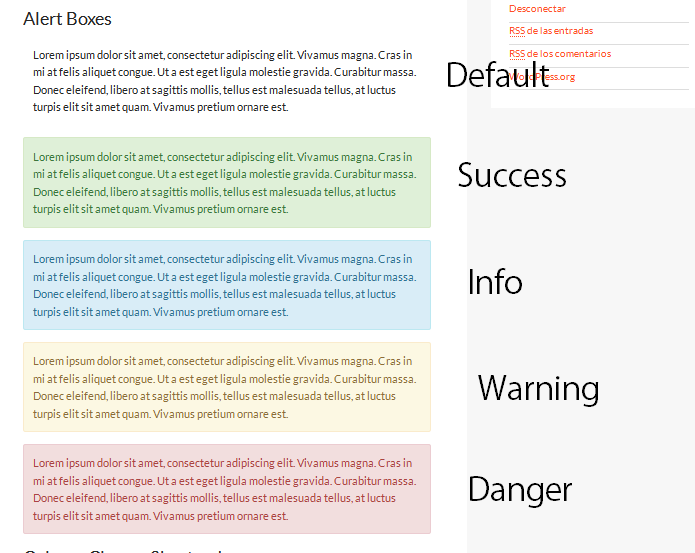 Alert Boxes
Lorem ipsum dolor sit amet, consectetur adipiscing elit. Vivamus magna. Cras in
mi at felis aliquet congue. Ut a est eget ligula molestie gravida. Curabitur massa.
Donec eleifend, libero at sagittis mollis, tellus est malesuada tellus, at luctus
turpis elit sit amet quam. Vivamus pretium ornare est.
Default
Lorem ipsum dolor sit amet, consectetur adipiscing elit. Vivamus magna. Cras in
mi at felis aliquet congue. Ut a est eget ligula molestie gravida. Curabitur massa.
Donec eleifend, libero at sagittis mollis, tellus est malesuada tellus, at luctus
turpis elit sit amet quam. Vivamus pretium ornare est.
Success
Lorem ipsum dolor sit amet, consectetur adipiscing elit. Vivamus magna. Cras in
mi at felis aliquet congue. Ut a est eget ligula molestie gravida. Curabitur massa.
Donec eleifend, libero at sagittis mollis, tellus est malesuada tellus, at luctus
turpis elit sit amet quam. Vivamus pretium ornare est.
Info
Lorem ipsum dolor sit amet, consectetur adipiscing elit. Vivamus magna. Cras in
mi at felis aliquet congue. Ut a est eget ligula molestie gravida. Curabitur massa.
Donec eleifend, libero at sagittis mollis, tellus est malesuada tellus, at luctus
turpis elit sit amet quam. Vivamus pretium ornare est.
Warning
Lorem ipsum dolor sit amet, consectetur adipiscing elit. Vivamus magna. Cras in
mi at felis aliquet congue. Ut a est eget ligula molestie gravida. Curabitur massa.
Donec eleifend, libero at sagittis mollis, tellus est malesuada tellus, at luctus
turpis elit sit amet quam. Vivamus pretium ornare est.
Danger
Desconectar
RSS de las entradas
RSS de los comentarios
WordPress.org